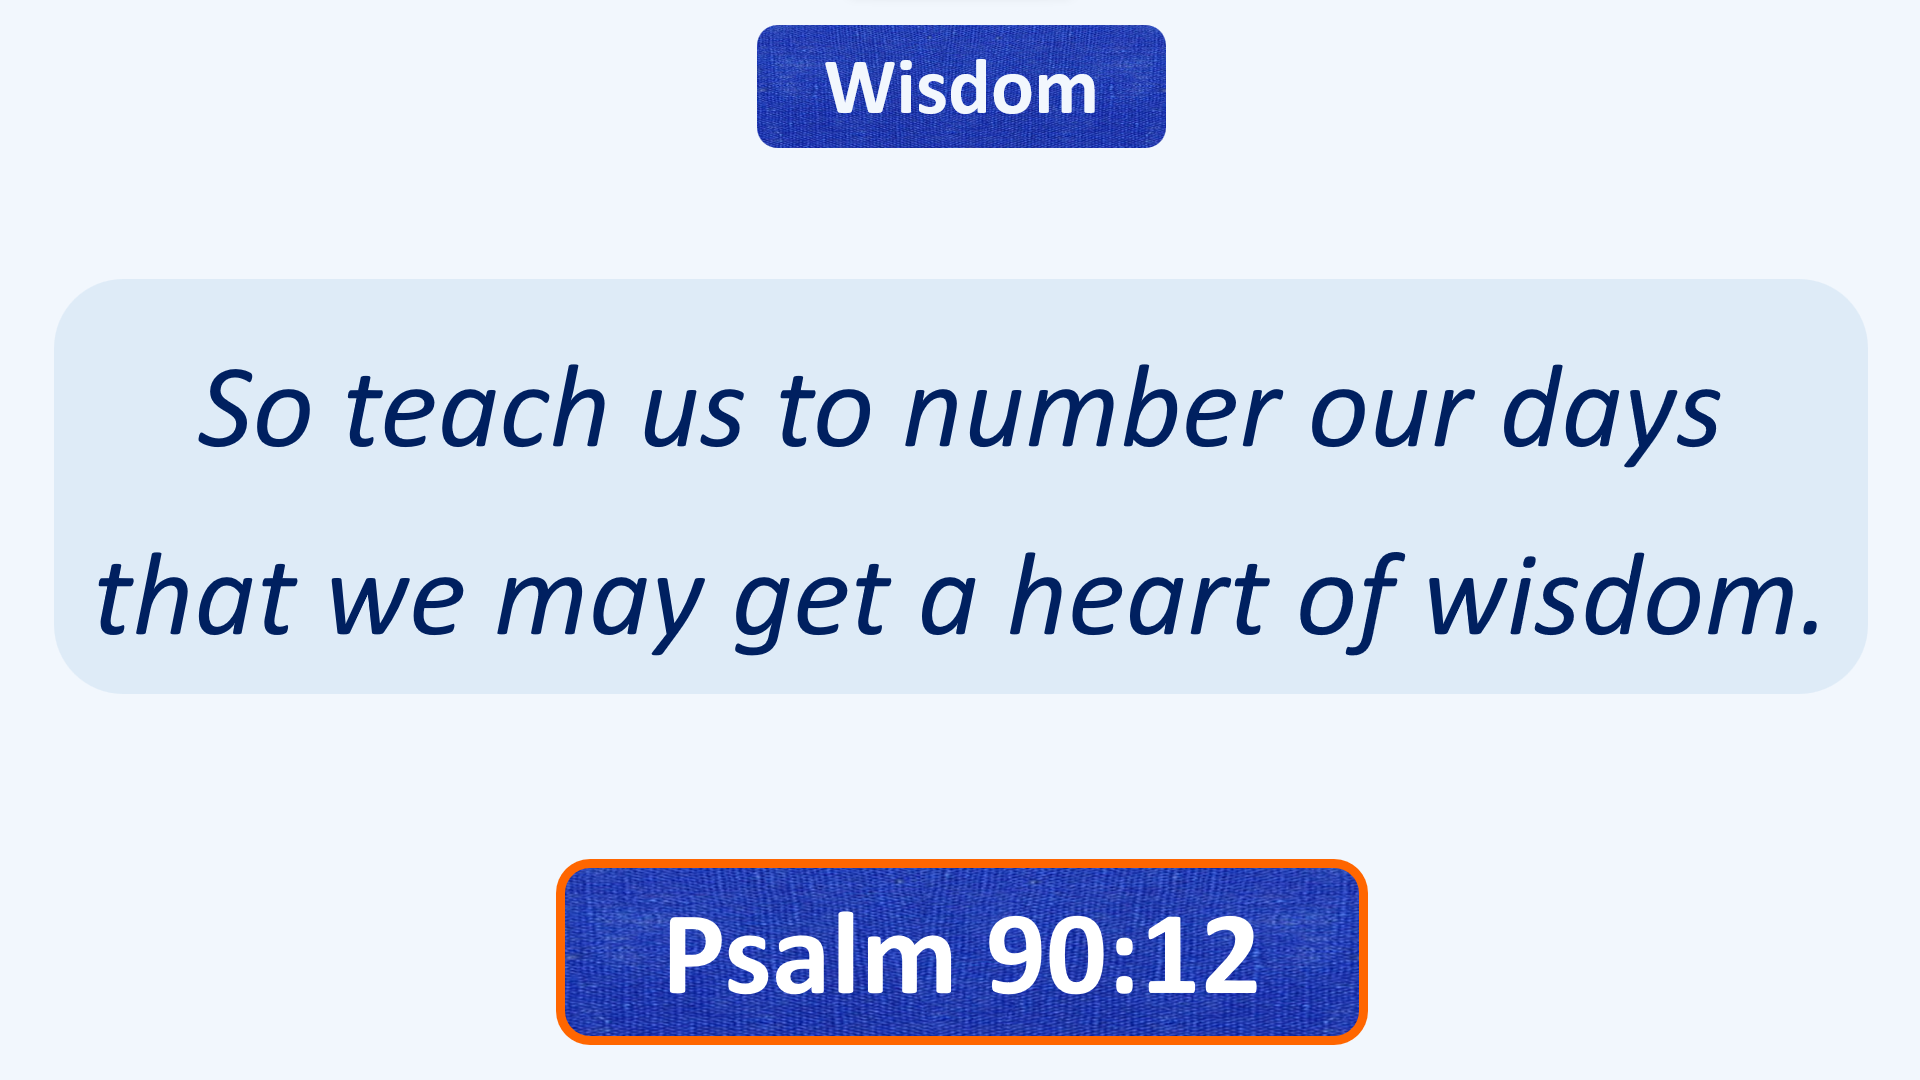 Wisdom
So teach us to number our days
that we may get a heart of wisdom.
Psalm 90:12